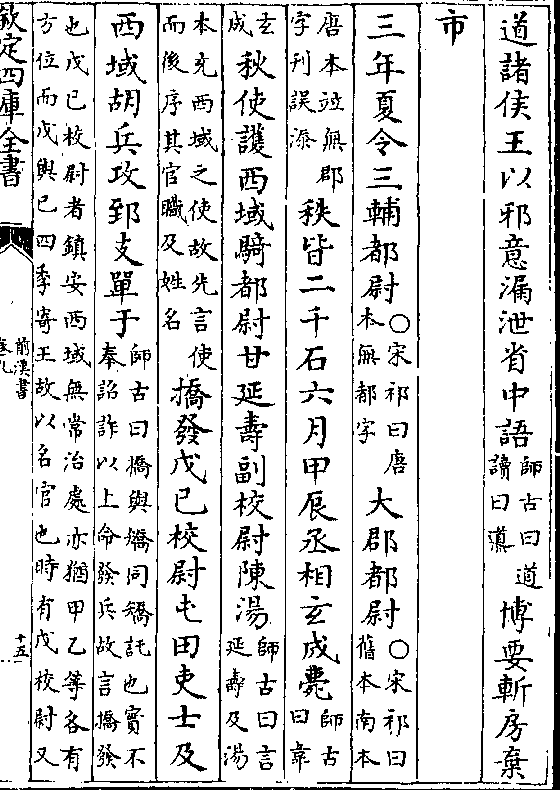 道諸侯王以邪意漏泄省中語師古曰道讀曰導博要斬房棄
市
三年夏令三輔都尉〇宋祁曰唐本無都字大郡都尉〇宋祁曰舊本南本
唐本竝無郡字刋誤添秩皆二千石六月甲辰丞相玄成薨師古曰韋
玄成秋使護西域騎都尉甘延壽副校尉陳湯師古曰言延壽及湯
本充西域之使故先言使而後序其官職及姓名撟發戊已校尉屯田吏士及
西域胡兵攻郅支單于師古曰撟與矯同矯託也實不奉詔詐以上命發兵故言撟發
也戊已校尉者鎮安西域無常治處亦猶甲乙等各有方位而戊與已四季寄王故以名官也時有戊校尉又
欽定四庫全書
前漢書
卷九
十五